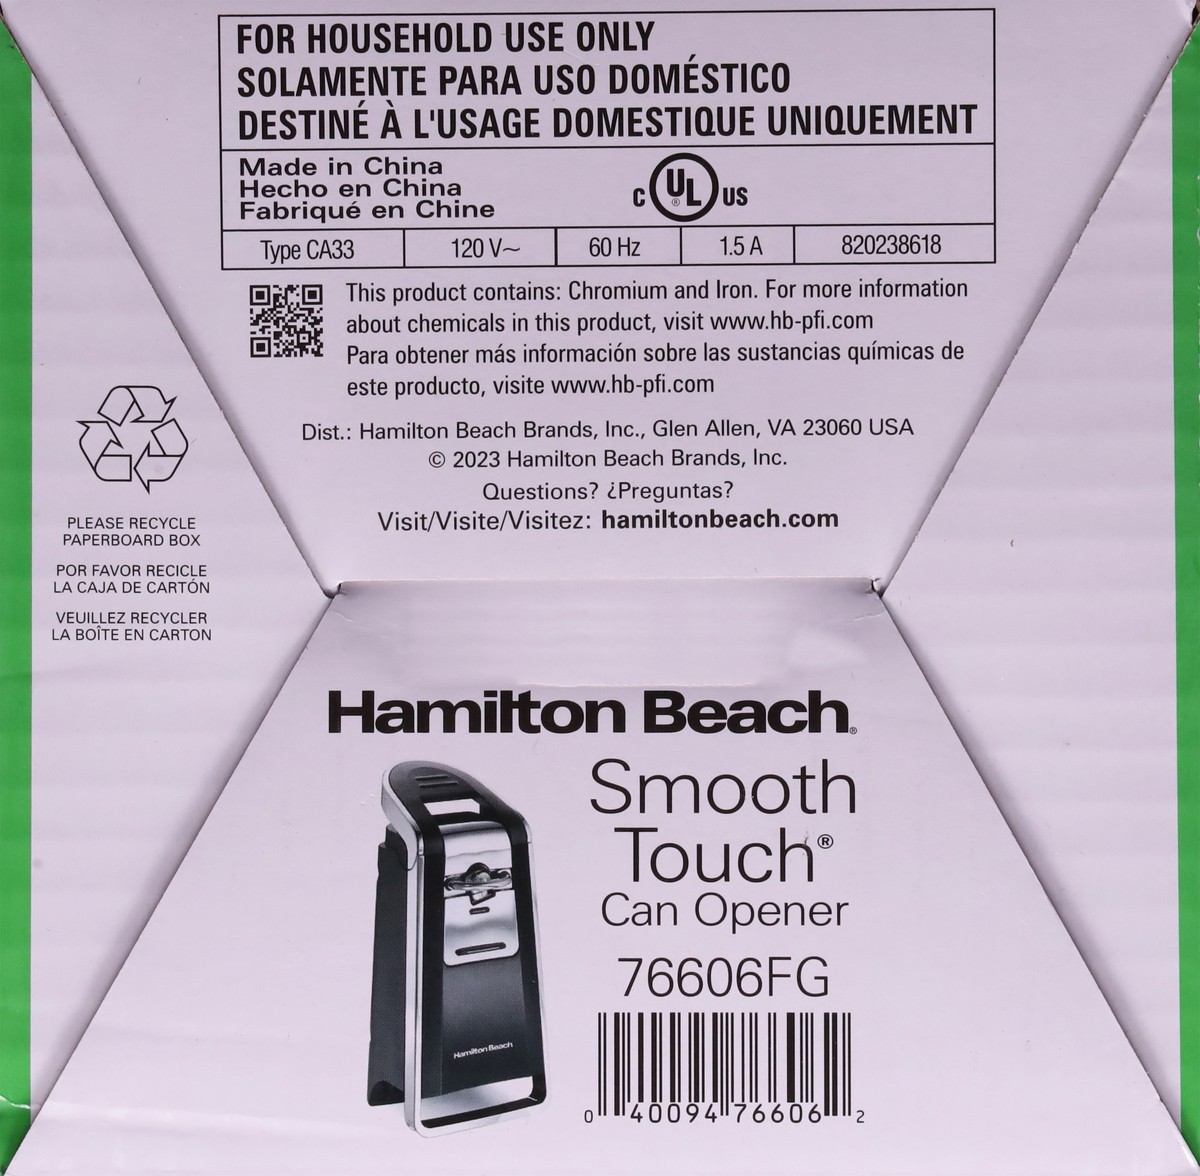 FOR HOUSEHOLD USE ONLY
SOLAMENTE PARA USO DOMÉSTICO
DESTINÉ À L'USAGE DOMESTIQUE UNIQUEMENT
Made in China
Hecho en China
Fabriqué en Chine
C UL® US
Type CA33 120 V~ 60 Hz 1.5 A 820238618
This product contains: Chromium and Iron. For more information
about chemicals in this product, visit www.hb-pfi.com
Para obtener más información sobre las sustancias químicas de
este producto, visite www.hb-pfi.com
Dist.: Hamilton Beach Brands, Inc., Glen Allen, VA 23060 USA
© 2023 Hamilton Beach Brands, Inc.
Questions? ¿Preguntas?
Visit/Visite/Visitez: hamiltonbeach.com
PLEASE RECYCLE
PAPERBOARD BOX
POR FAVOR RECICLE
LA CAJA DE CARTÓN
VEUILLEZ RECYCLER
LA BOÎTE EN CARTON
Hamilton Beach®
Smooth
Touch®
Can Opener
76606FG
Hamilton Beach
0 40094 76606 2